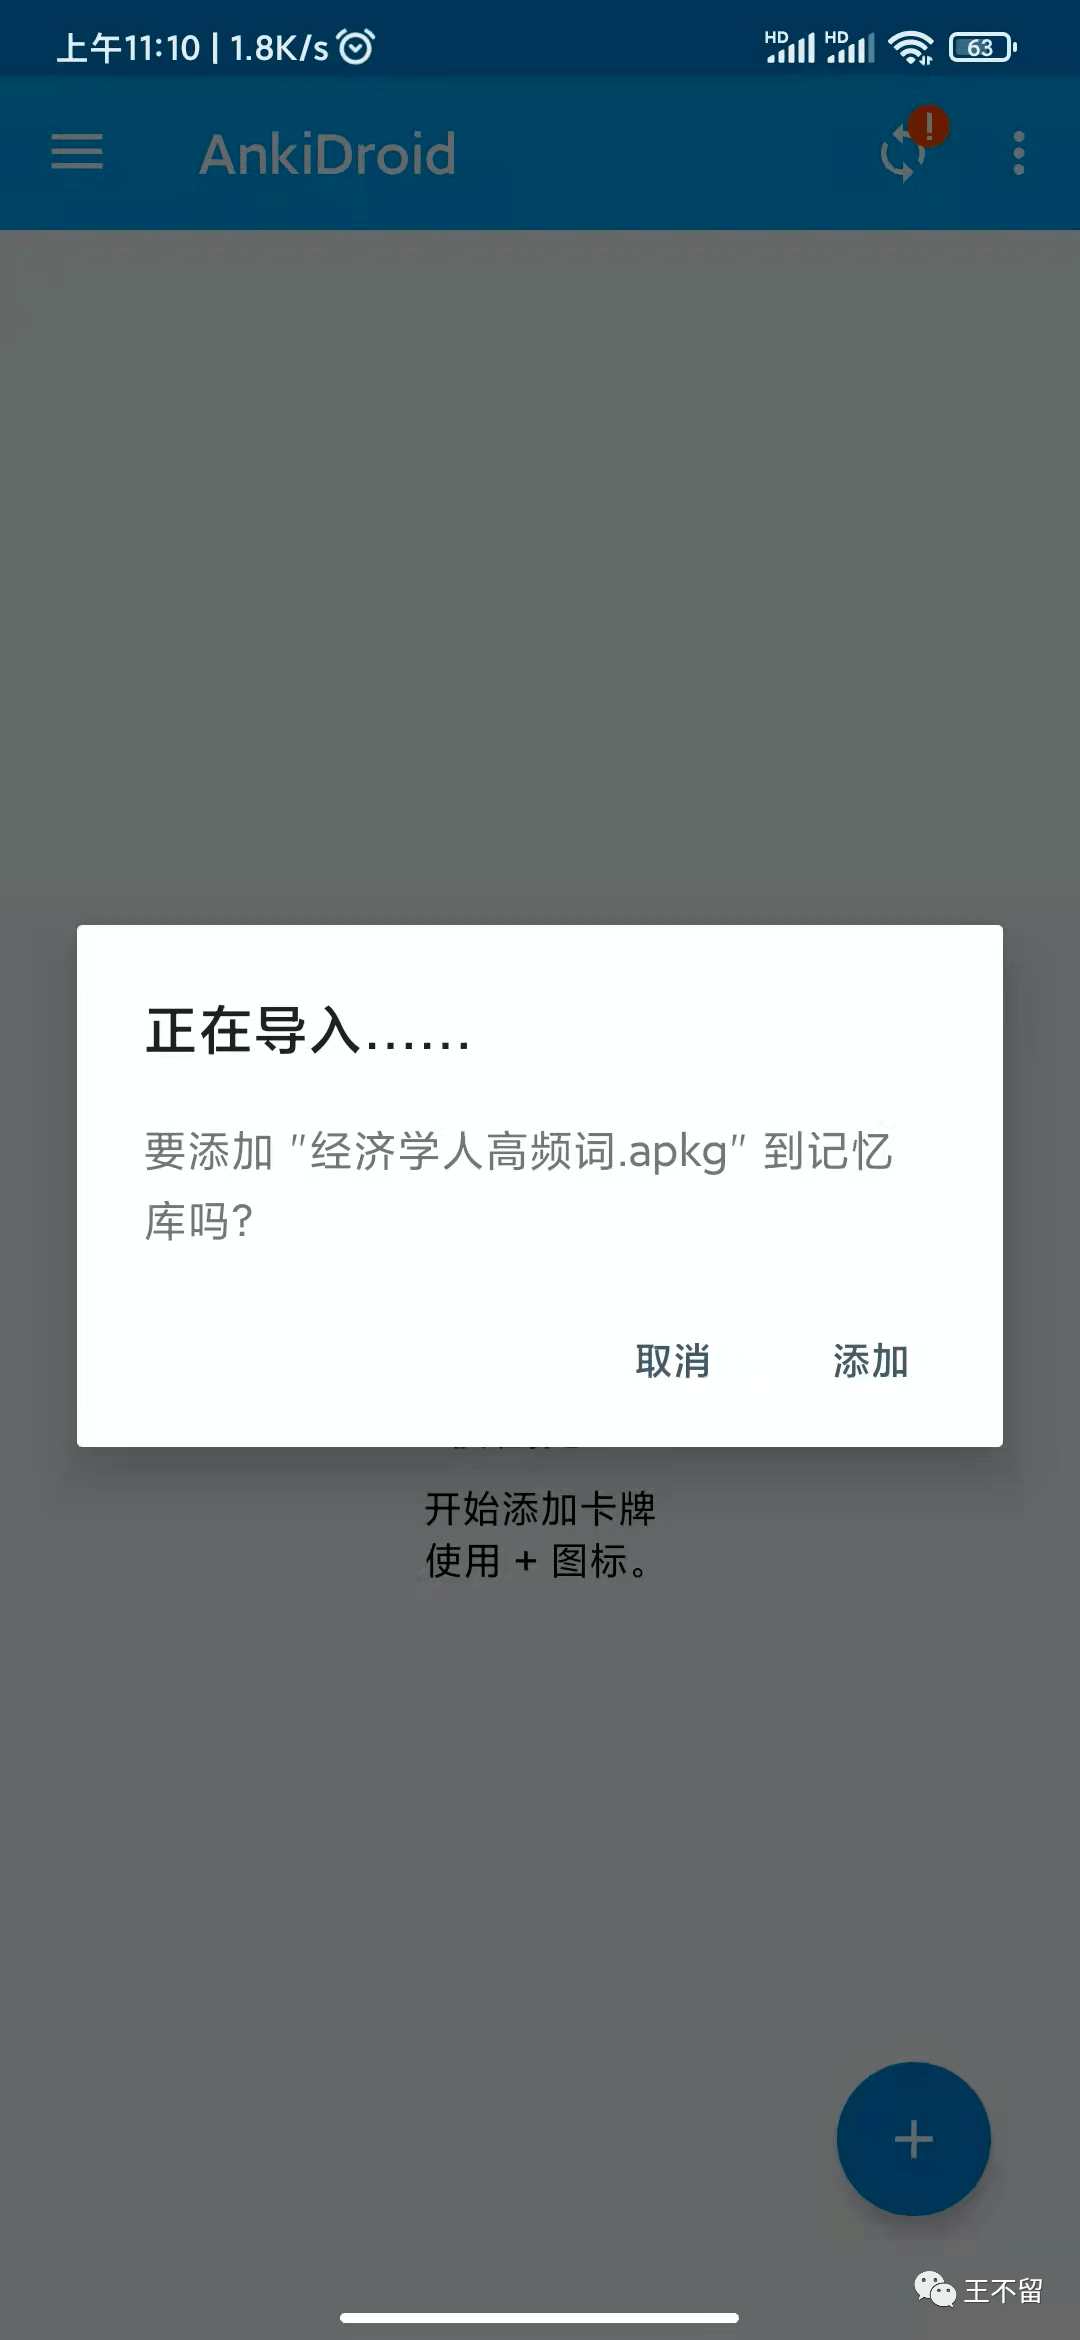 上午11:10 | 1.8K/s
HD HD 63
AnkiDroid
!
正在导入......
要添加 "经济学人高频词.apkg" 到记忆
库吗?
取消 添加
开始添加卡牌
使用 + 图标。
王不留